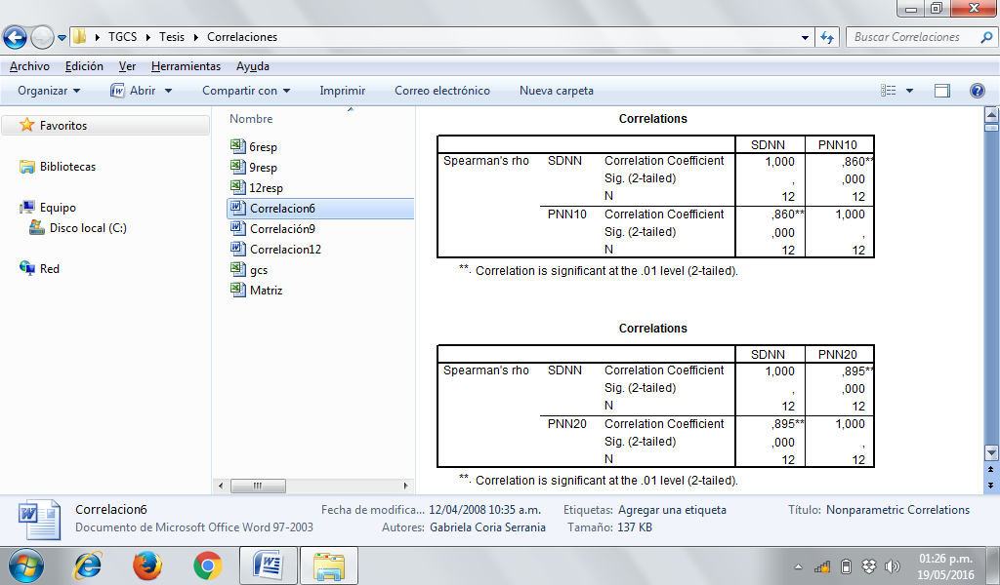 TGCS Tesis Correlaciones
Buscar Correlaciones
Archivo Edición Ver Herramientas Ayuda
Organizar Abrir Compartir con Imprimir Correo electrónico Nueva carpeta
Favoritos
Bibliotecas
Equipo
Disco local (C:)
Red
Nombre
6resp
9resp
12resp
Correlacion6
Correlación9
Correlacion12
gcs
Matriz
Correlations
SDNN PNN10
Spearman's rho SDNN Correlation Coefficient 1,000 ,860**
Sig. (2-tailed) , ,000
N 12 12
PNN10 Correlation Coefficient ,860** 1,000
Sig. (2-tailed) ,000 ,
N 12 12
**. Correlation is significant at the .01 level (2-tailed).
Correlations
SDNN PNN20
Spearman's rho SDNN Correlation Coefficient 1,000 ,895**
Sig. (2-tailed) , ,000
N 12 12
PNN20 Correlation Coefficient ,895** 1,000
Sig. (2-tailed) ,000 ,
N 12 12
**. Correlation is significant at the .01 level (2-tailed).
Correlacion6 Fecha de modifica... 12/04/2008 10:35 a.m. Etiquetas: Agregar una etiqueta Título: Nonparametric Correlations
Documento de Microsoft Office Word 97-2003 Autores: Gabriela Coria Serrania Tamaño: 137 KB
01:26 p.m.
19/05/2016